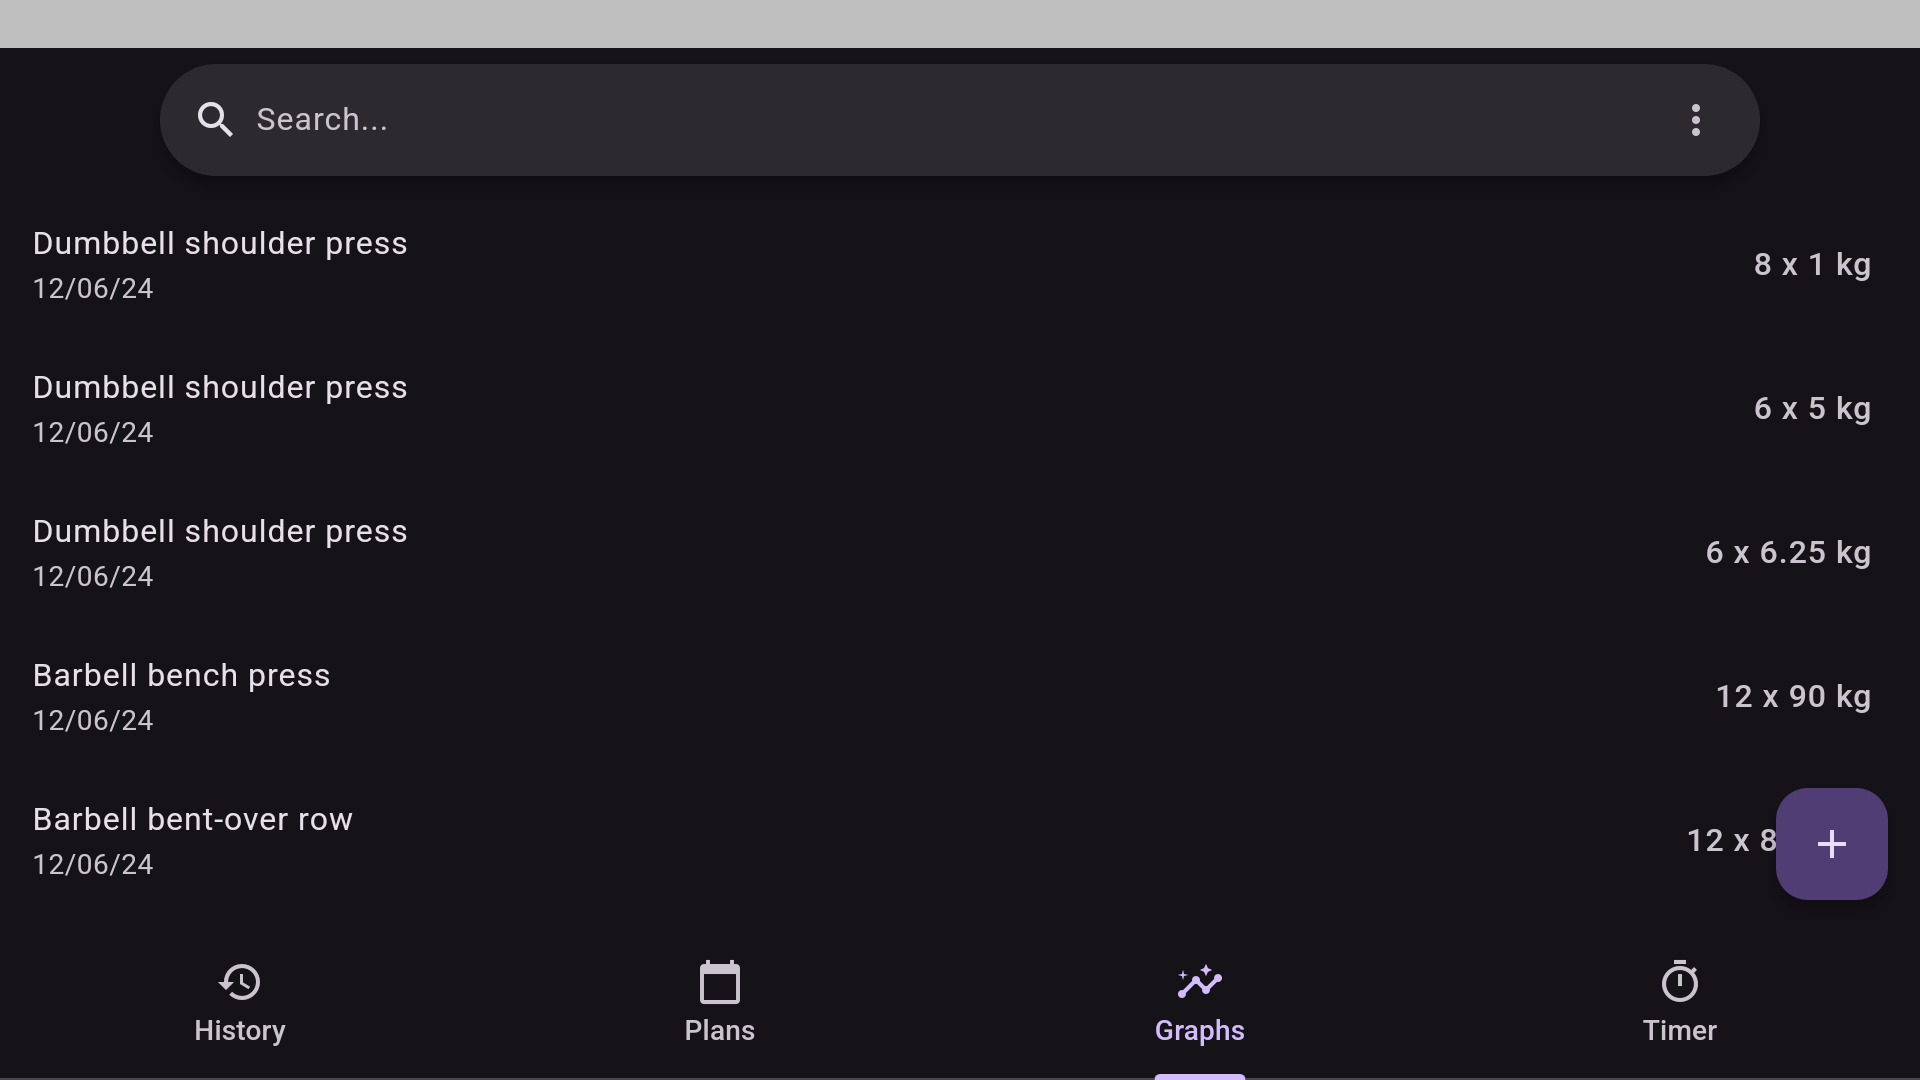 Search...
Dumbbell shoulder press
12/06/24
8 x 1 kg
Dumbbell shoulder press
12/06/24
6 x 5 kg
Dumbbell shoulder press
12/06/24
6 x 6.25 kg
Barbell bench press
12/06/24
12 x 90 kg
Barbell bent-over row
12/06/24
12 x 8
History
Plans
Graphs
Timer